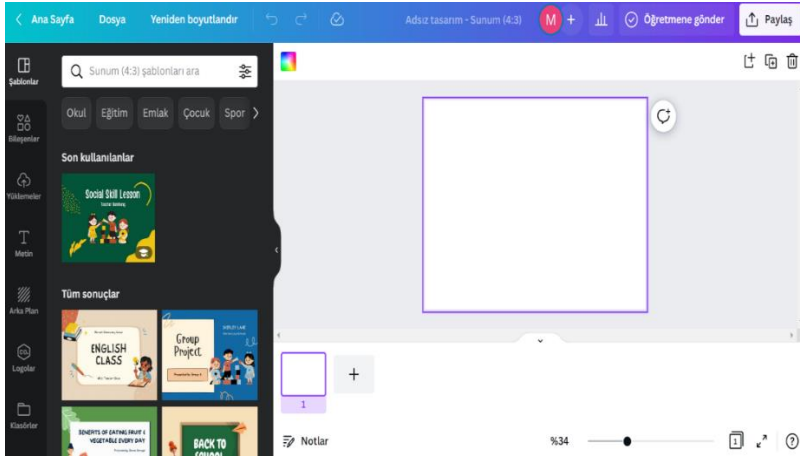 Ana Sayfa Dosya Yeniden boyutlandır Adsız tasarım - Sunum (4:3) M + Öğretmene gönder Paylaş
Şablonlar
Bileşenler
Yüklemeler
Metin
Arka Plan
Logolar
Klasörler
Sunum (4:3) şablonları ara
Okul Eğitim Emlak Çocuk Spor
Son kullanılanlar
Social Skill Lesson
Tüm sonuçlar
ENGLISH
CLASS
Group
Project
BENEFITS OF EATING FRUIT &
VEGETABLE EVERY DAY
BACK TO
SCHOOL
1
+
Notlar
%34
1
?